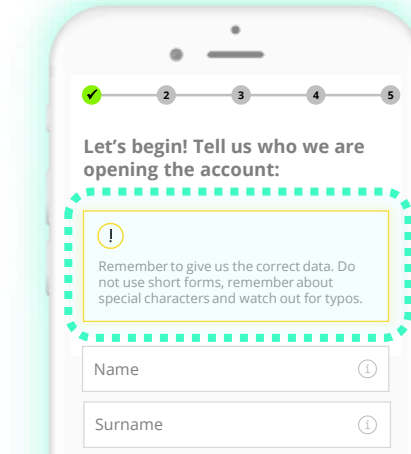 2 3 4 5
Let's begin! Tell us who we are
opening the account:
!
Remember to give us the correct data. Do
not use short forms, remember about
special characters and watch out for typos.
Name i
Surname i